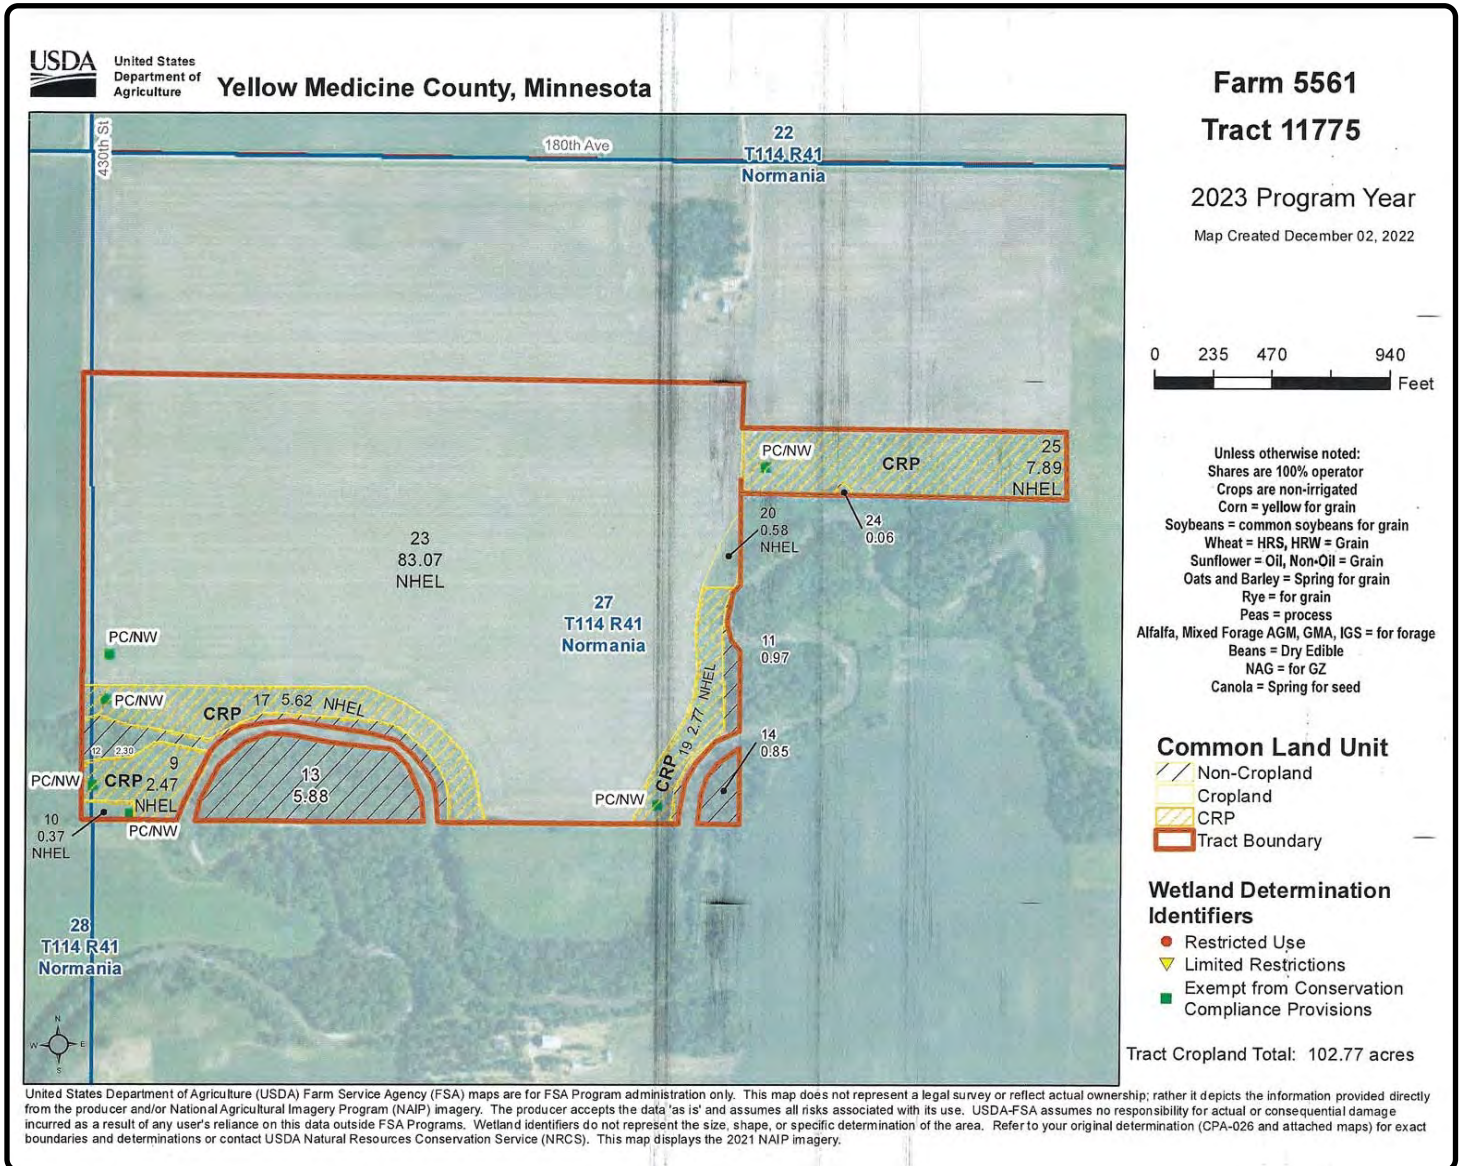 USDA
United States
Department of
Agriculture
Yellow Medicine County, Minnesota
Farm 5561
Tract 11775
2023 Program Year
Map Created December 02, 2022
430th St
180th Ave
22
T114 R41
Normania
0 235 470 940
Feet
PC/NW
CRP
25
7.89
NHEL
20
0.58
NHEL
24
0.06
23
83.07
NHEL
27
T114 R41
Normania
PC/NW
11
0.97
PC/NW
CRP
17 5.62 NHEL
CRP
19 2.77 NHEL
14
0.85
12 2.30
9
PC/NW
CRP
2.47
NHEL
13
5.88
PC/NW
10
0.37
NHEL
PC/NW
28
T114 R41
Normania
N
W E
S
Unless otherwise noted:
Shares are 100% operator
Crops are non-irrigated
Corn = yellow for grain
Soybeans = common soybeans for grain
Wheat = HRS, HRW = Grain
Sunflower = Oil, Non-Oil = Grain
Oats and Barley = Spring for grain
Rye = for grain
Peas = process
Alfalfa, Mixed Forage AGM, GMA, IGS = for forage
Beans = Dry Edible
NAG = for GZ
Canola = Spring for seed
Common Land Unit
Non-Cropland
Cropland
CRP
Tract Boundary
Wetland Determination
Identifiers
Restricted Use
Limited Restrictions
Exempt from Conservation
Compliance Provisions
Tract Cropland Total: 102.77 acres
United States Department of Agriculture (USDA) Farm Service Agency (FSA) maps are for FSA Program administration only. This map does not represent a legal survey or reflect actual ownership; rather it depicts the information provided directly
from the producer and/or National Agricultural Imagery Program (NAIP) imagery. The producer accepts the data 'as is' and assumes all risks associated with its use. USDA-FSA assumes no responsibility for actual or consequential damage
incurred as a result of any user's reliance on this data outside FSA Programs. Wetland identifiers do not represent the size, shape, or specific determination of the area. Refer to your original determination (CPA-026 and attached maps) for exact
boundaries and determinations or contact USDA Natural Resources Conservation Service (NRCS). This map displays the 2021 NAIP imagery.